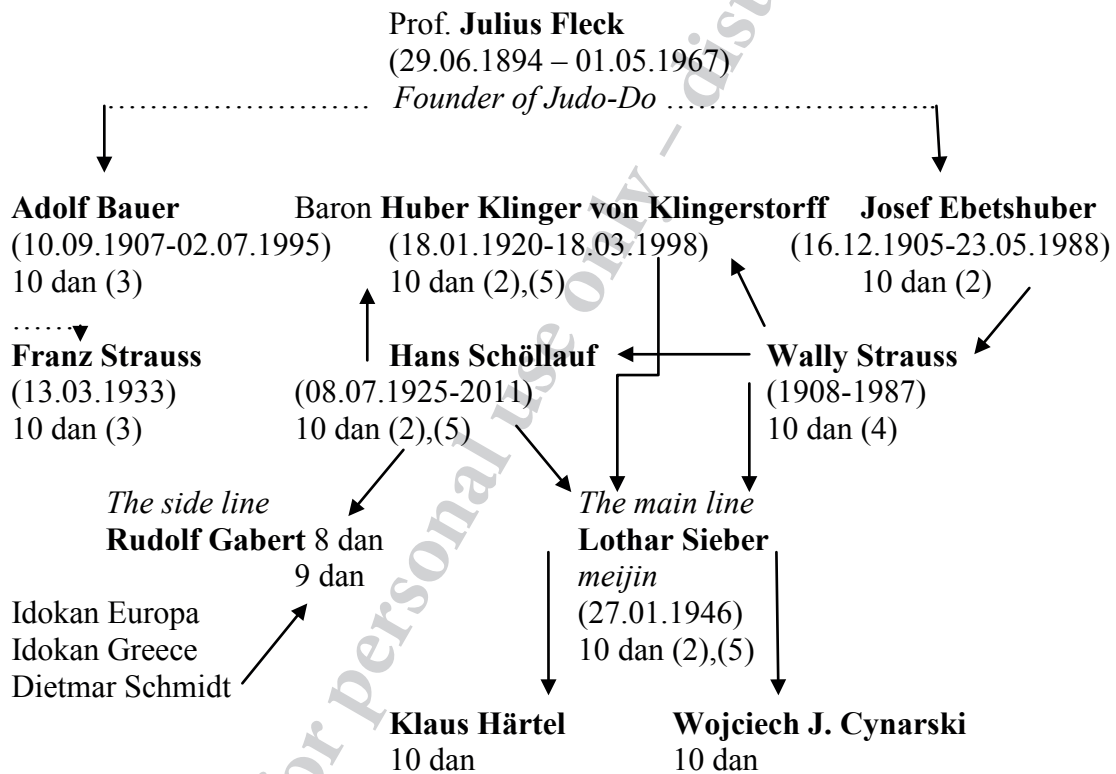 Prof. Julius Fleck
(29.06.1894 – 01.05.1967)
……………………. Founder of Judo-Do ……………………..
Adolf Bauer Baron Huber Klinger von Klingerstorff Josef Ebetshuber
(10.09.1907-02.07.1995) (18.01.1920-18.03.1998) (16.12.1905-23.05.1988)
10 dan (3) 10 dan (2),(5) 10 dan (2)
…….
Franz Strauss Hans Schöllauf Wally Strauss
(13.03.1933) (08.07.1925-2011) (1908-1987)
10 dan (3) 10 dan (2),(5) 10 dan (4)
The side line The main line
Rudolf Gabert 8 dan Lothar Sieber
9 dan meijin
Idokan Europa (27.01.1946)
Idokan Greece 10 dan (2),(5)
Dietmar Schmidt
Klaus Härtel Wojciech J. Cynarski
10 dan 10 dan
or personal use only – dis